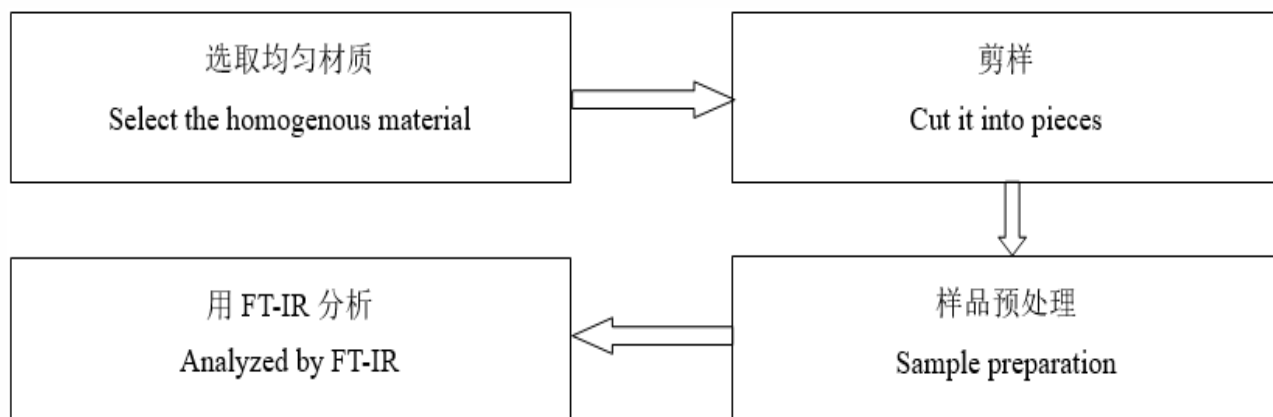 选取均匀材质
Select the homogenous material
剪样
Cut it into pieces
样品预处理
Sample preparation
用 FT-IR 分析
Analyzed by FT-IR